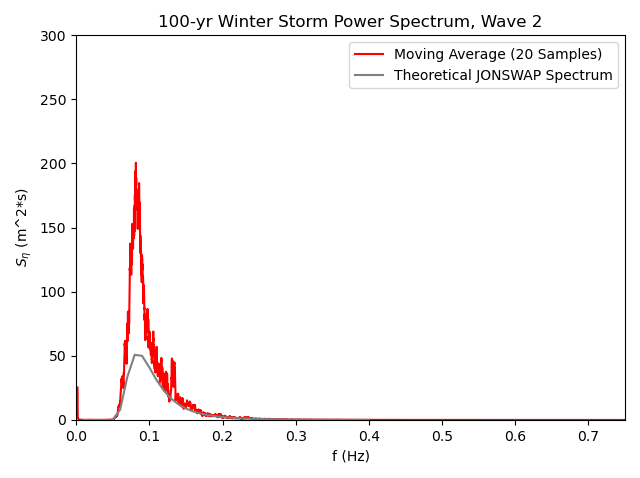 100-yr Winter Storm Power Spectrum, Wave 2
300
250
200
150
100
50
0
S_η (m^2*s)
Moving Average (20 Samples)
Theoretical JONSWAP Spectrum
0.0 0.1 0.2 0.3 0.4 0.5 0.6 0.7
f (Hz)